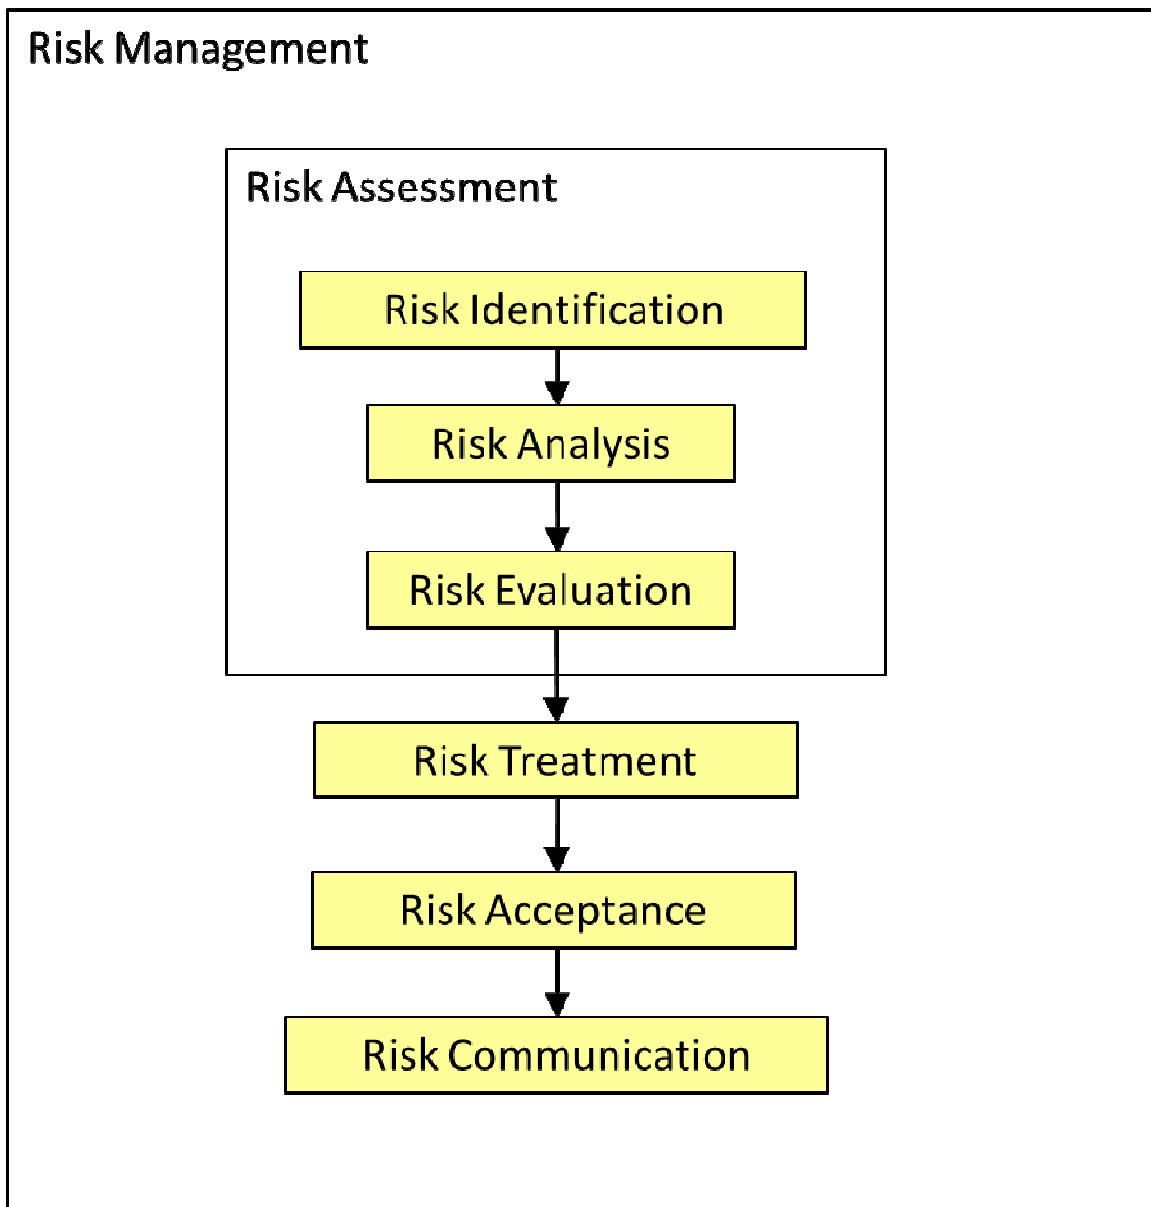 Risk Management
Risk Assessment
Risk Identification
Risk Analysis
Risk Evaluation
Risk Treatment
Risk Acceptance
Risk Communication